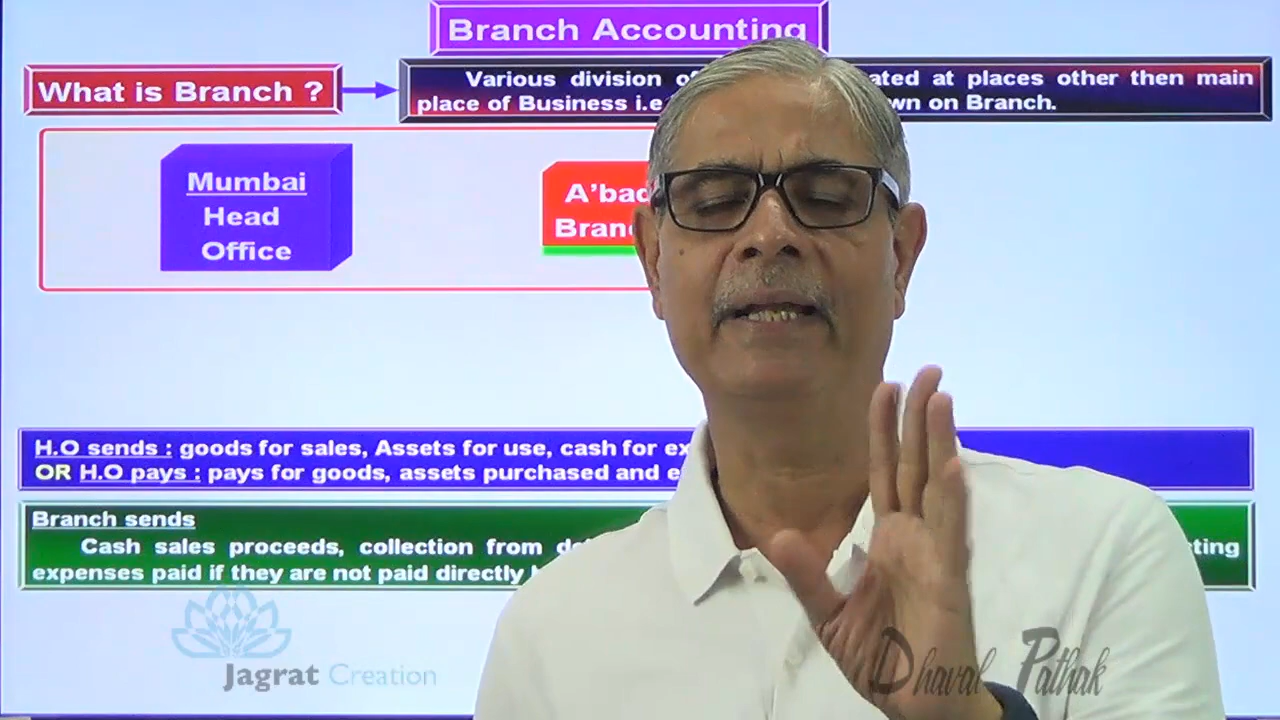 Branch Accounting
What is Branch ?
Various division of ated at places other then main
place of Business i.e. wn on Branch.
Mumbai
Head
Office
A'bad
Bran
H.O sends : goods for sales, Assets for use, cash for ex
OR H.O pays : pays for goods, assets purchased and e
Branch sends
Cash sales proceeds, collection from de ting
expenses paid if they are not paid directly
Jagrat Creation
Dhaval Pathak